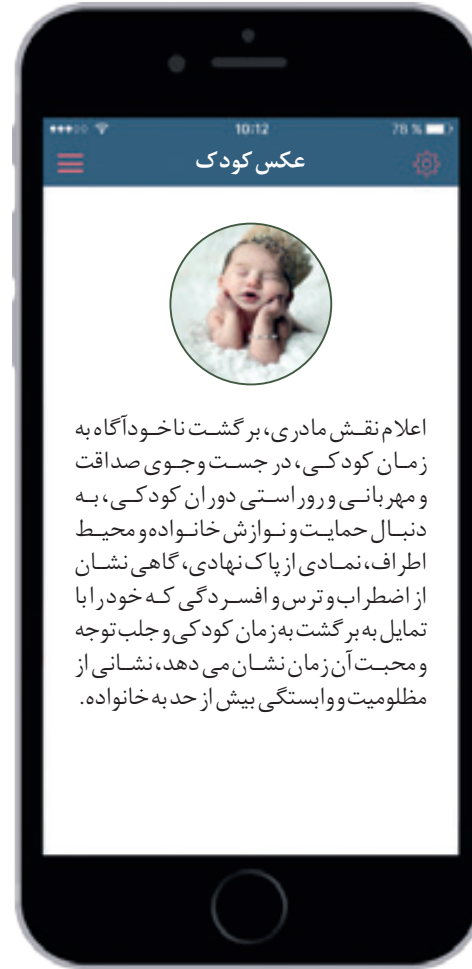 10:12
78 %
عکس کودک
اعلام نقش مادری، برگشت ناخودآگاه به
زمان کودکی، در جست وجوی صداقت
و مهربانی و رو راستی دوران کودکی، به
دنبال حمایت و نوازش خانواده و محیط
اطراف، نمادی از پاک نهادی، گاهی نشان
از اضطراب و ترس و افسردگی که خود را با
تمایل به برگشت به زمان کودکی و جلب توجه
و محبت آن زمان نشان می دهد، نشانی از
مظلومیت و وابستگی بیش از حد به خانواده.